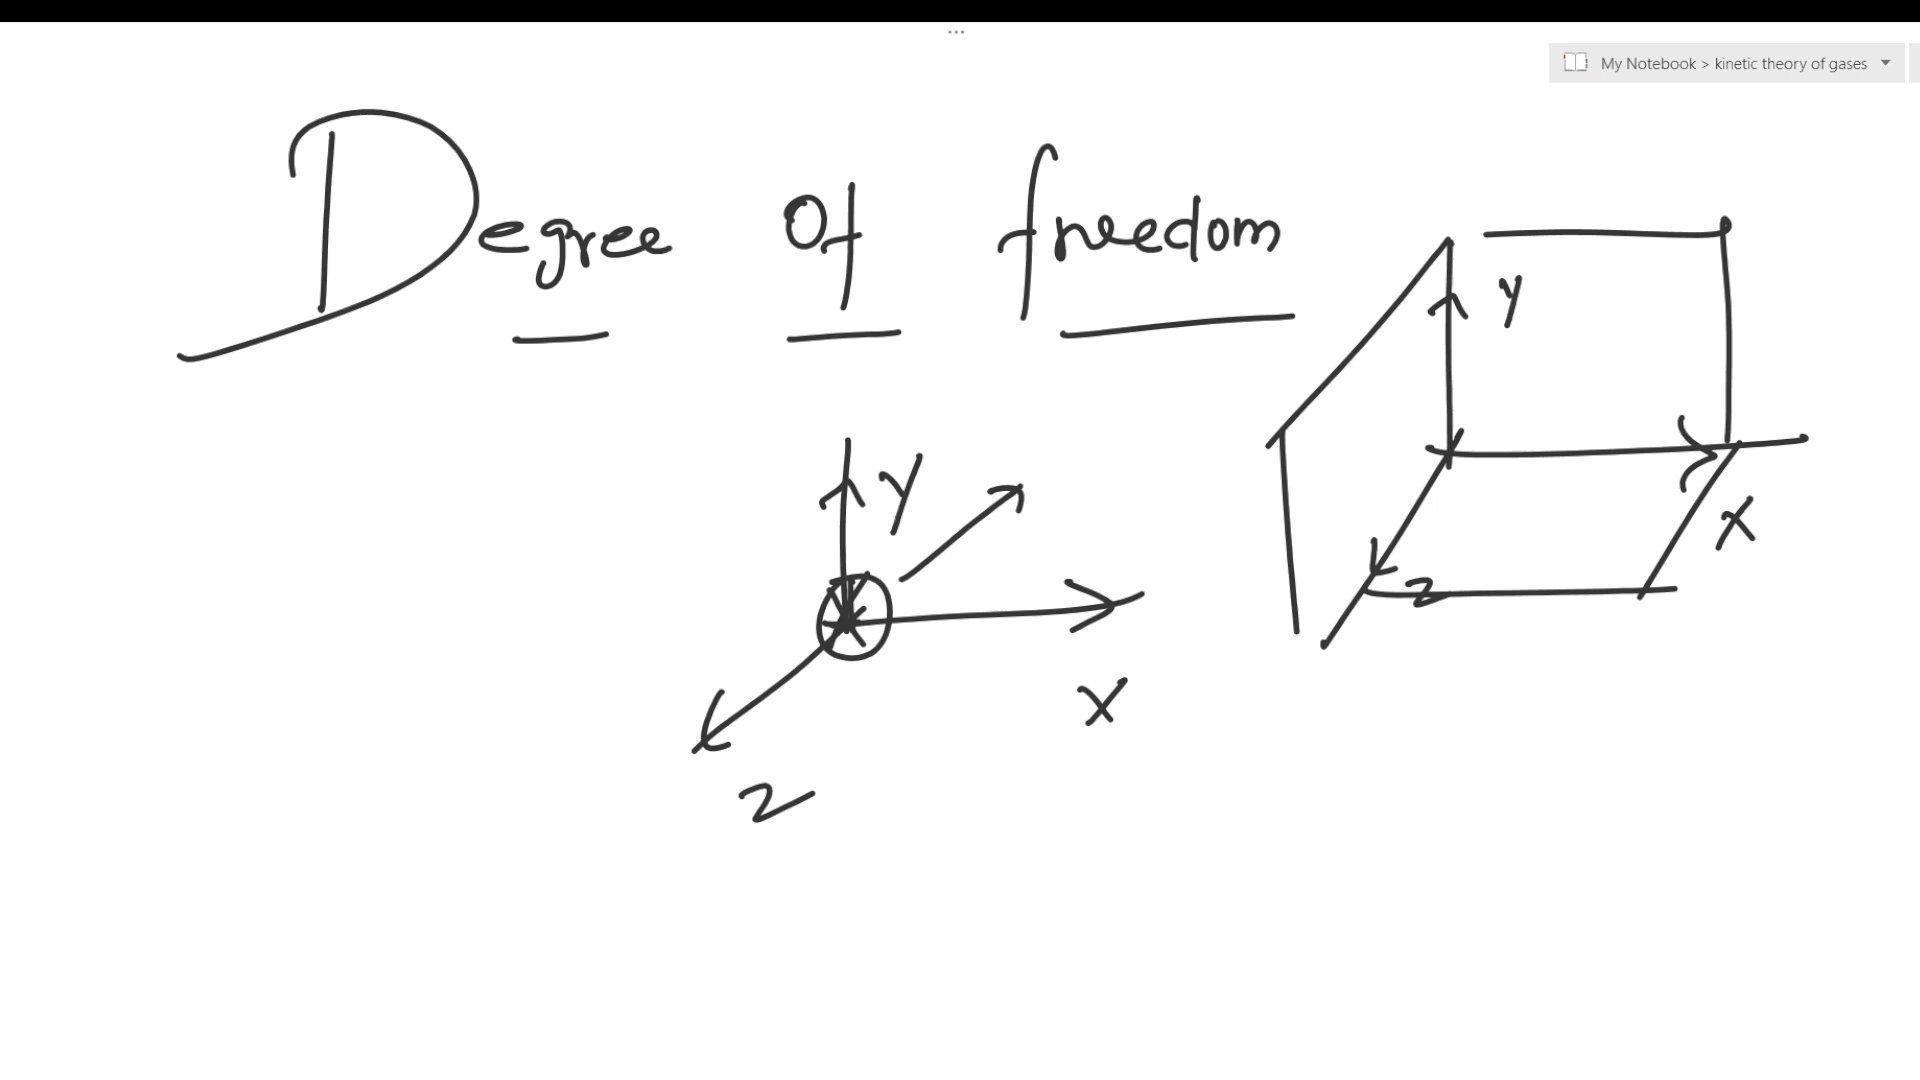 My Notebook > kinetic theory of gases
Degree Of freedom
y
y
x
z
x
z